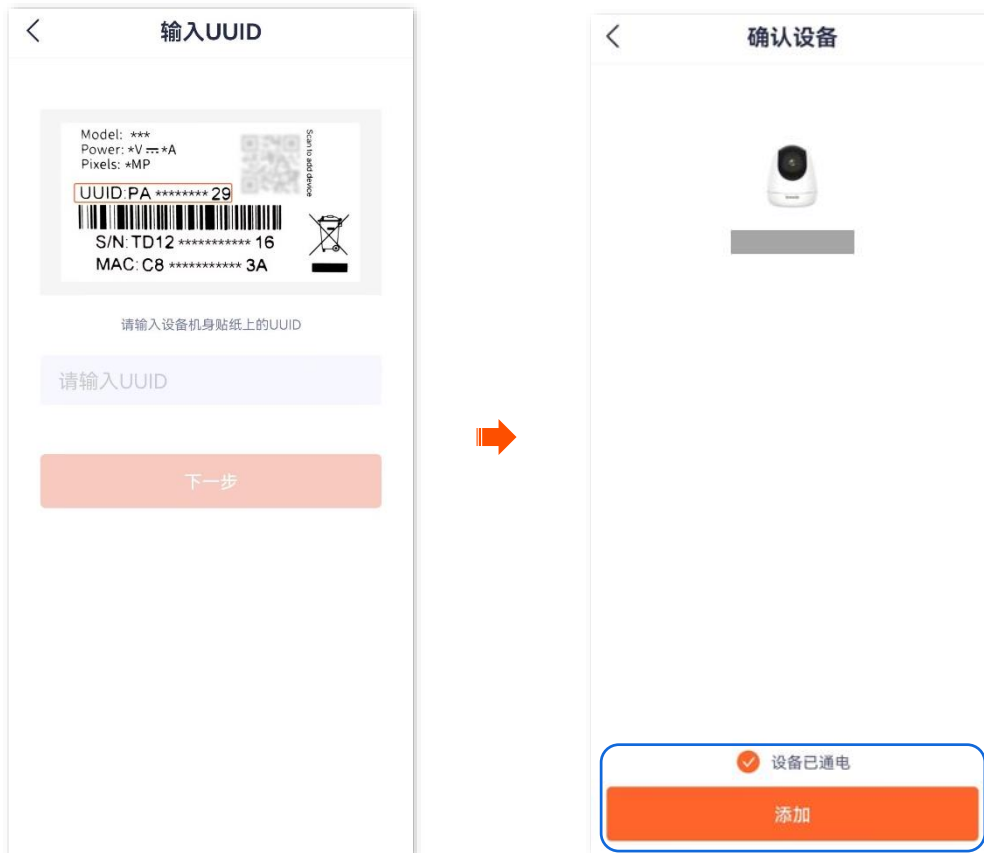 输入UUID
Model: ***
Power: *V⎓*A
Pixels: *MP
Scan to add device
UUID:PA ******** 29
S/N: TD12 *********** 16
MAC: C8 *********** 3A
请输入设备机身贴纸上的UUID
请输入UUID
下一步
确认设备
设备已通电
添加